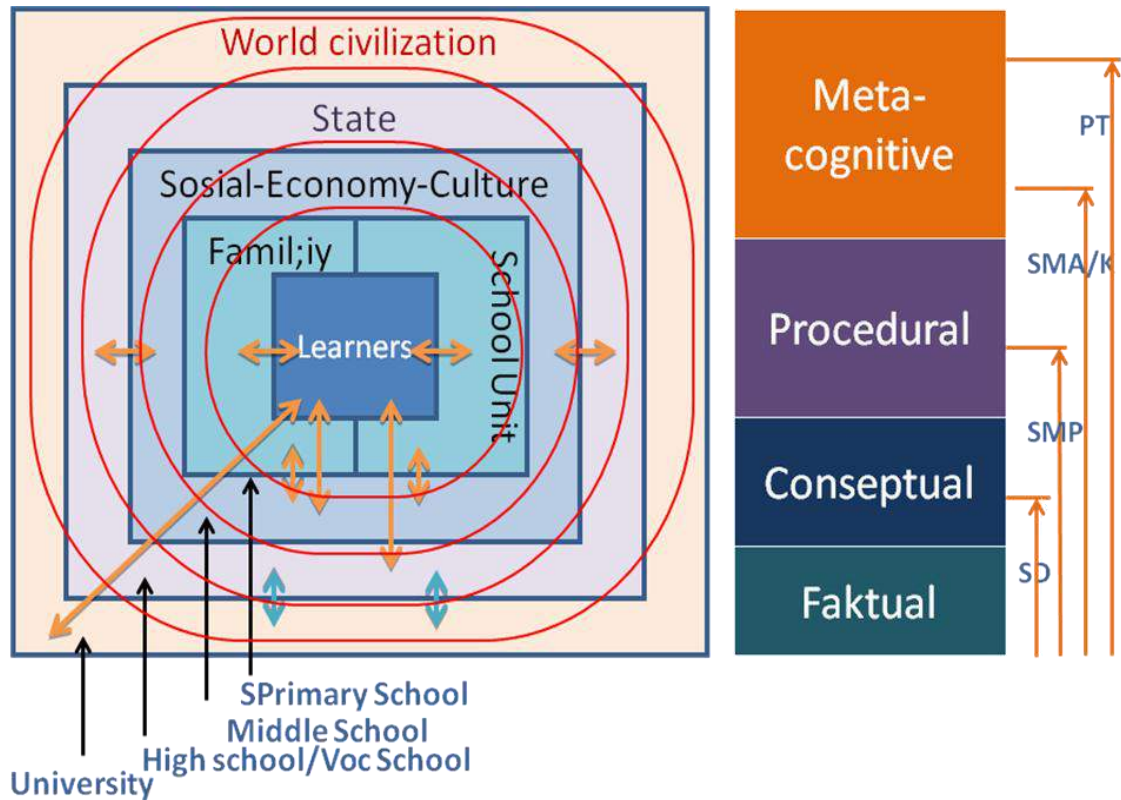 World civilization
State
Sosial-Economy-Culture
Famil;iy
School Unit
Learners
SPrimary School
Middle School
High school/Voc School
University
Meta-
cognitive
Procedural
Conseptual
Faktual
PT
SMA/K
SMP
SD